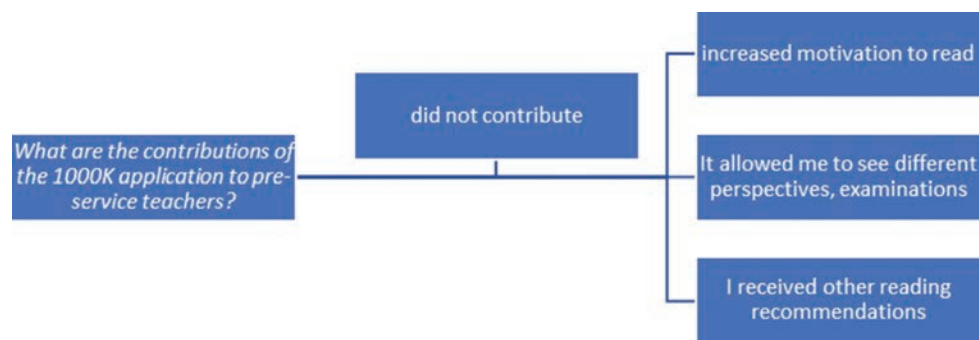 What are the contributions of
the 1000K application to pre-
service teachers?
did not contribute
increased motivation to read
It allowed me to see different
perspectives, examinations
I received other reading
recommendations